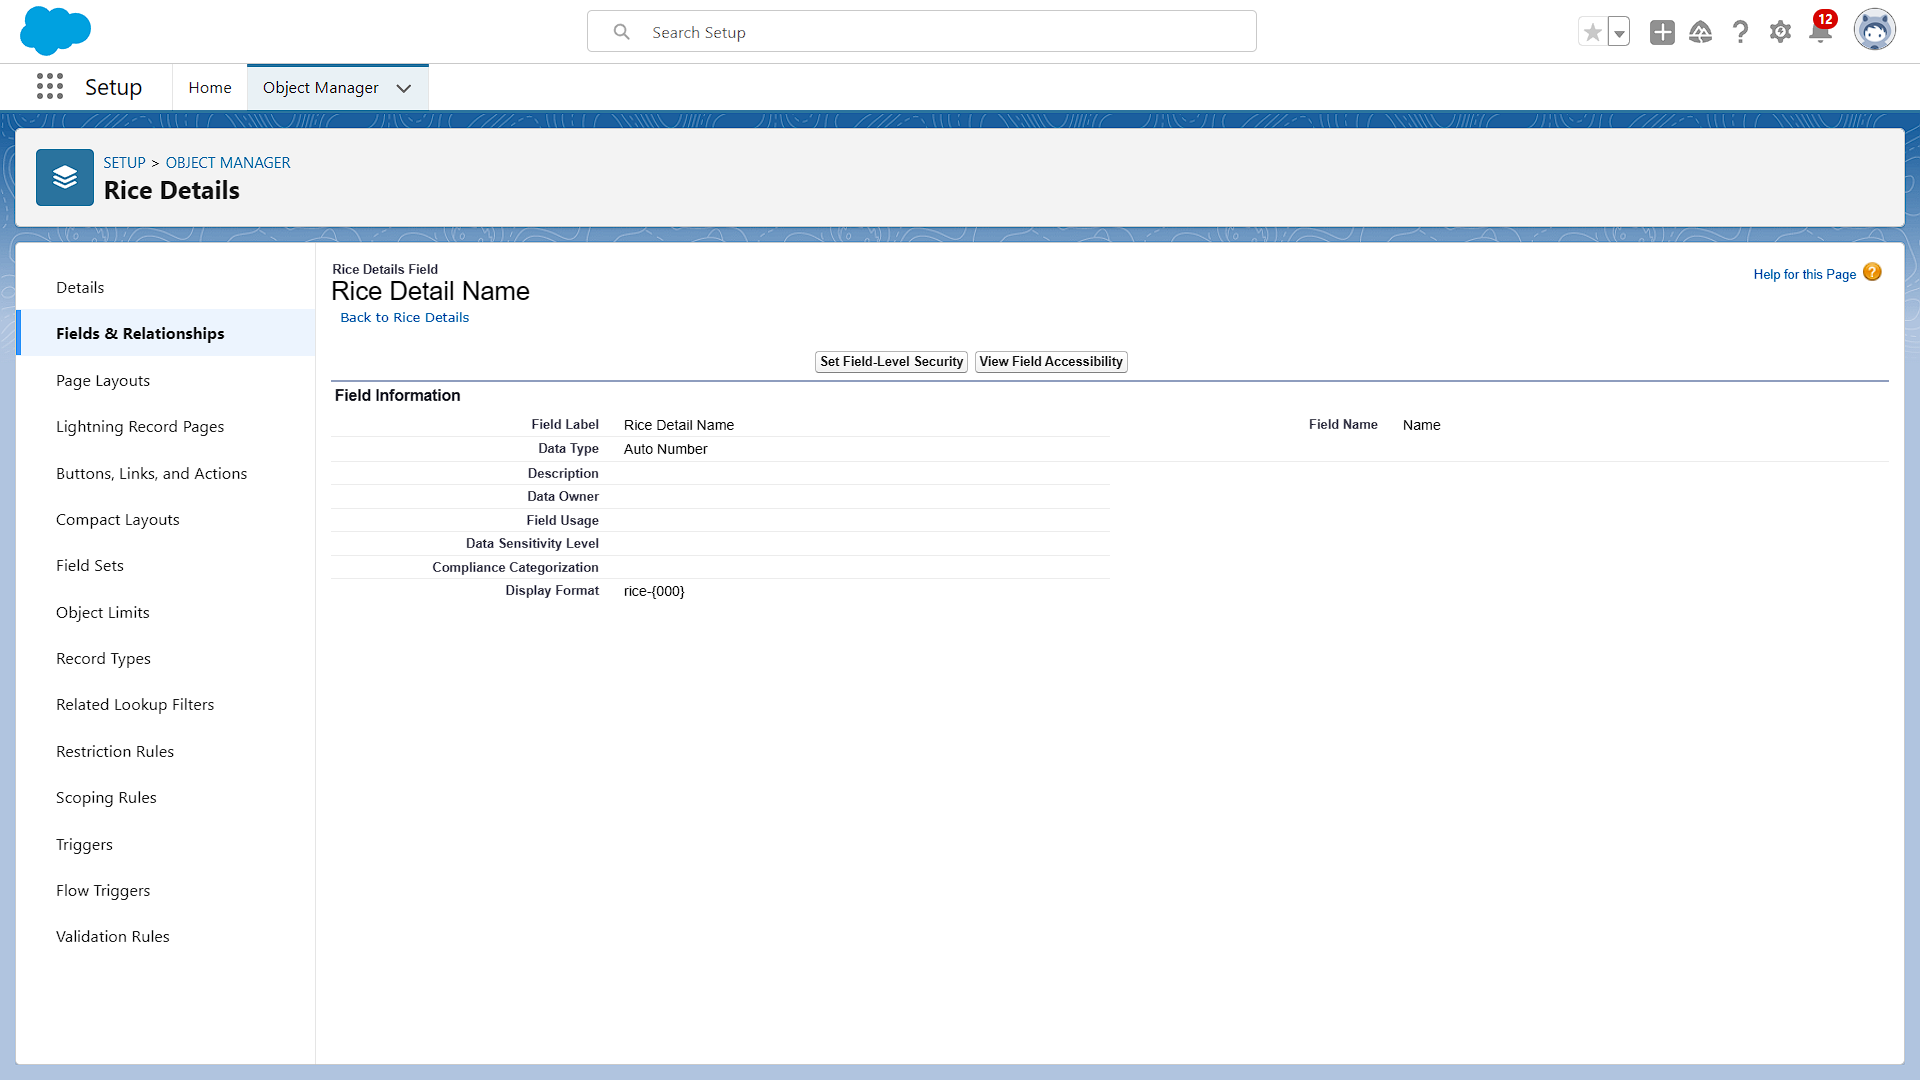 Search Setup
12
Setup
Home
Object Manager
SETUP > OBJECT MANAGER
Rice Details
Details
Fields & Relationships
Page Layouts
Lightning Record Pages
Buttons, Links, and Actions
Compact Layouts
Field Sets
Object Limits
Record Types
Related Lookup Filters
Restriction Rules
Scoping Rules
Triggers
Flow Triggers
Validation Rules
Rice Details Field
Rice Detail Name
Back to Rice Details
Help for this Page ?
Set Field-Level Security View Field Accessibility
Field Information
Field Label Rice Detail Name Field Name Name
Data Type Auto Number
Description
Data Owner
Field Usage
Data Sensitivity Level
Compliance Categorization
Display Format rice-{000}